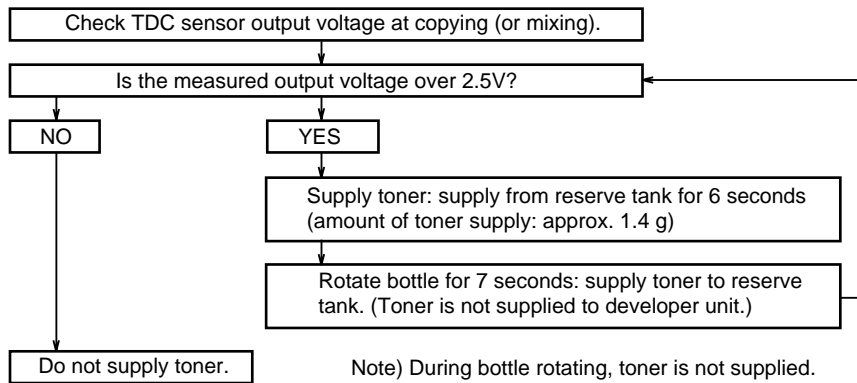 Check TDC sensor output voltage at copying (or mixing).
Is the measured output voltage over 2.5V?
NO
YES
Supply toner: supply from reserve tank for 6 seconds
(amount of toner supply: approx. 1.4 g)
Rotate bottle for 7 seconds: supply toner to reserve
tank. (Toner is not supplied to developer unit.)
Do not supply toner.
Note) During bottle rotating, toner is not supplied.